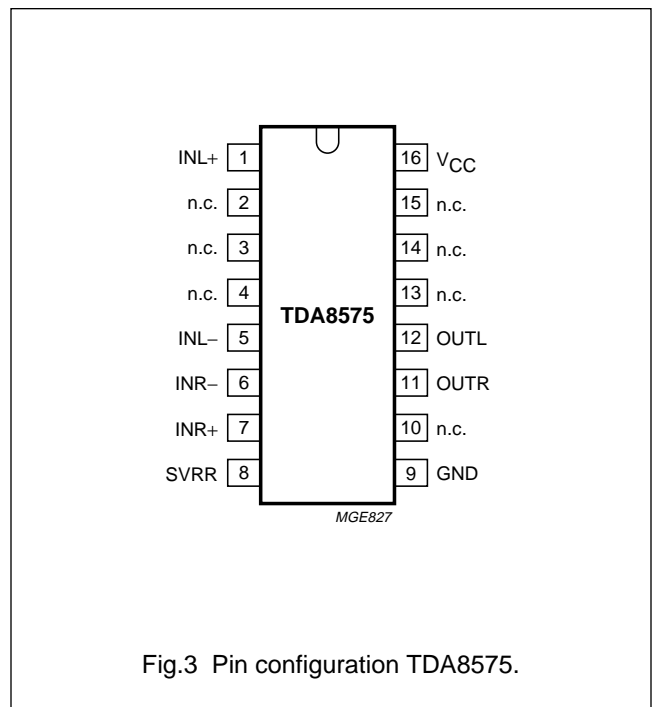 INL+ 1 16 VCC
n.c. 2 15 n.c.
n.c. 3 14 n.c.
n.c. 4 13 n.c.
TDA8575
INL− 5 12 OUTL
INR− 6 11 OUTR
INR+ 7 10 n.c.
SVRR 8 9 GND
MGE827
Fig.3 Pin configuration TDA8575.